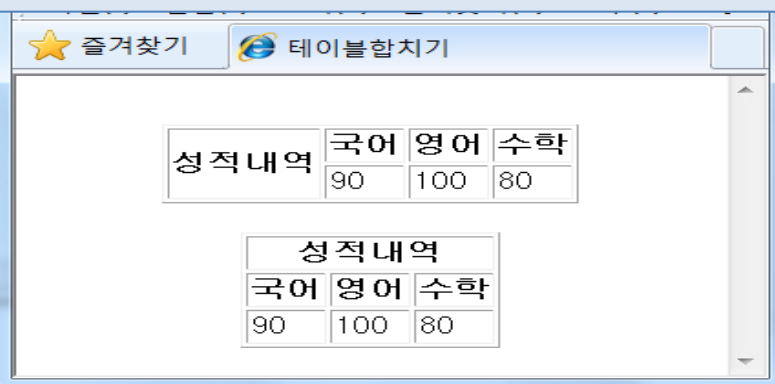 즐겨찾기 테이블합치기
성적내역 국어 영어 수학
90 100 80
성적내역
국어 영어 수학
90 100 80